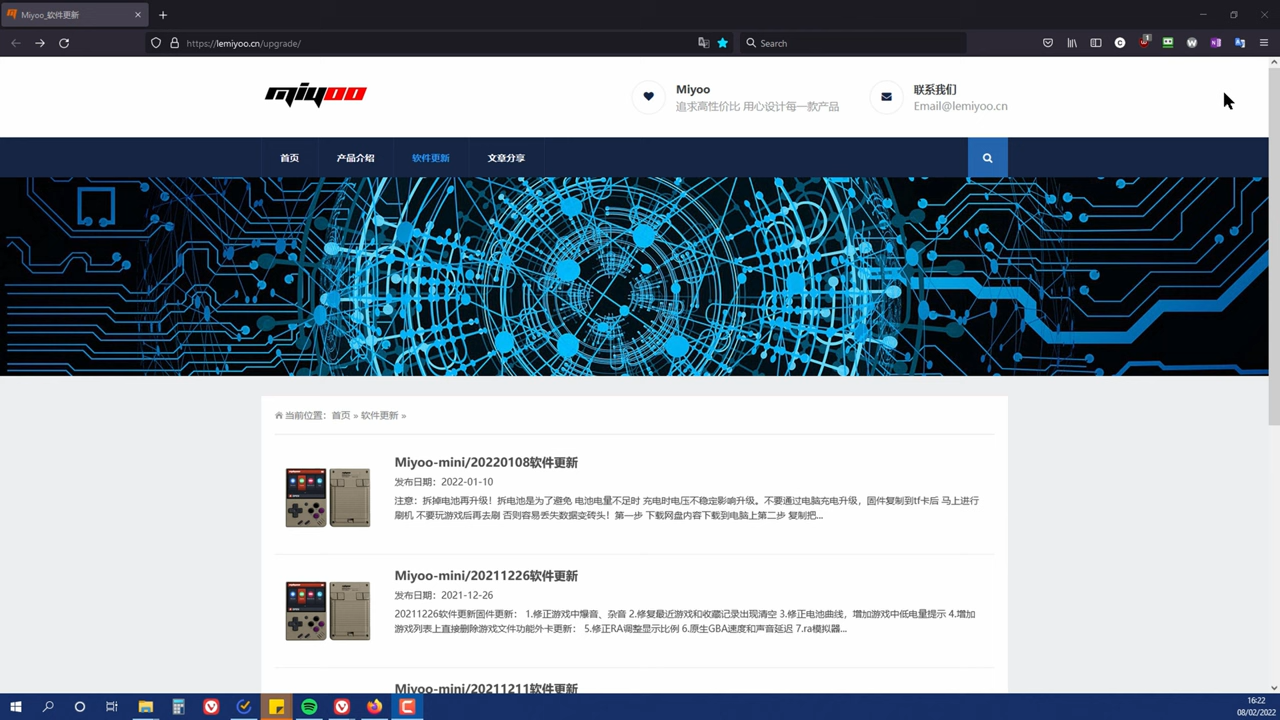 Miyoo_软件更新
https://lemiyoo.cn/upgrade/
Search
miyoo
Miyoo
追求高性价比 用心设计每一款产品
联系我们
Email@lemiyoo.cn
首页
产品介绍
软件更新
文章分享
当前位置：首页 » 软件更新 »
Miyoo-mini/20220108软件更新
发布日期：2022-01-10
注意：拆掉电池再升级！拆电池是为了避免 电池电量不足时 充电时电压不稳定影响升级。不要通过电脑充电升级，固件复制到tf卡后 马上进行
刷机 不要玩游戏后再去刷 否则容易丢失数据变砖头！第一步 下载网盘内容下载到电脑上第二步 复制把...
Miyoo-mini/20211226软件更新
发布日期：2021-12-26
20211226软件更新固件更新： 1.修正游戏中爆音、杂音 2.修复最近游戏和收藏记录出现清空 3.修正电池曲线，增加游戏中低电量提示 4.增加
游戏列表上直接删除游戏文件功能外卡更新： 5.修正RA调整显示比例 6.原生GBA速度和声音延迟 7.ra模拟器...
Miyoo-mini/20211211软件更新
16:22
08/02/2022